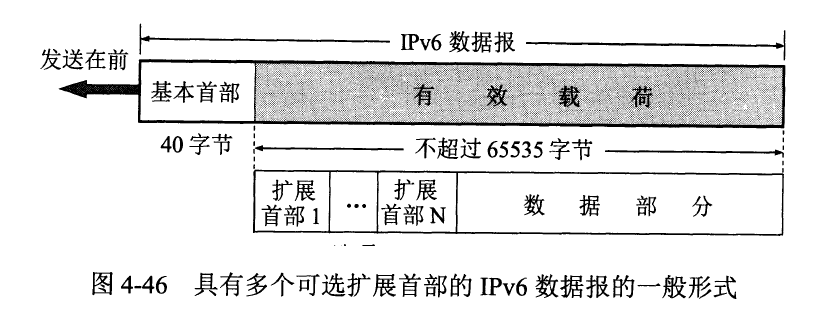 IPv6 数据报
发送在前
基本首部
有效载荷
40 字节
不超过 65535 字节
扩展
首部 1
...
扩展
首部 N
数据部分
图 4-46 具有多个可选扩展首部的 IPv6 数据报的一般形式